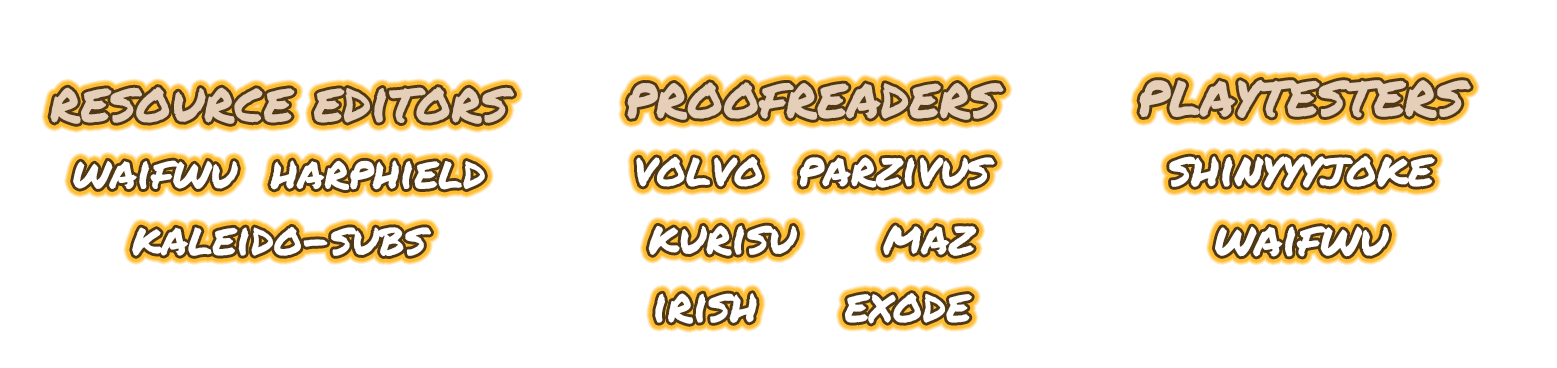 RESOURCE EDITORS
WAIFWU HARPHIELD
KALEIDO-SUBS
PROOFREADERS
VOLVO PARZIVUS
KURISU MAZ
IRISH EXODE
PLAYTESTERS
SHINYYYJOKE
WAIFWU